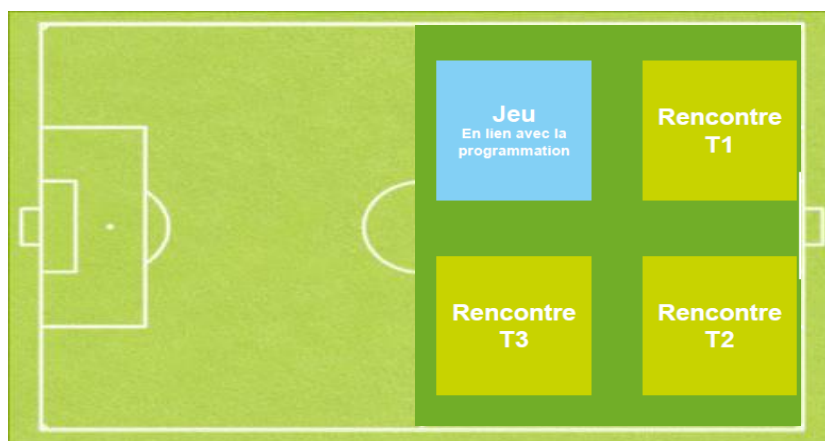 Jeu
En lien avec la
programmation
Rencontre
T1
Rencontre
T3
Rencontre
T2